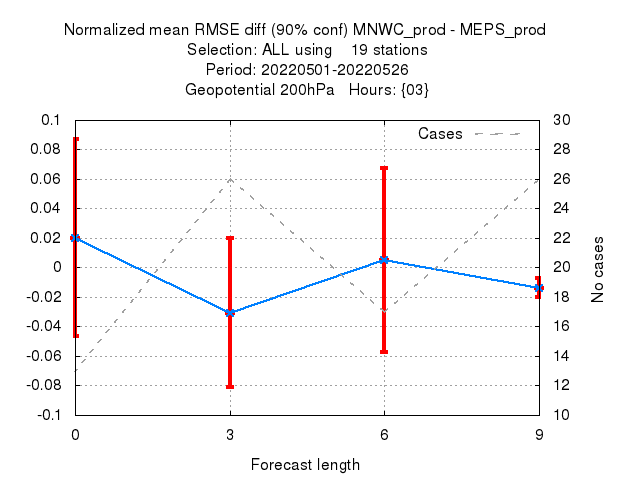 Normalized mean RMSE diff (90% conf) MNWC_prod - MEPS_prod
Selection: ALL using    19 stations
Period: 20220501-20220526
Geopotential 200hPa   Hours: {03}
Cases
0.1
0.08
0.06
0.04
0.02
0
-0.02
-0.04
-0.06
-0.08
-0.1
30
28
26
24
22
20
18
16
14
12
10
No cases
0 3 6 9
Forecast length